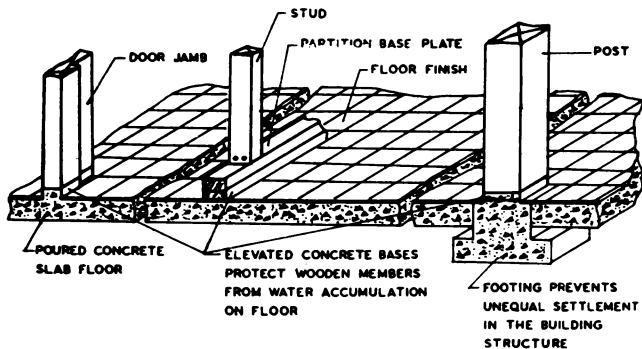 STUD
PARTITION BASE PLATE
DOOR JAMB
FLOOR FINISH
POST
POURED CONCRETE
SLAB FLOOR
ELEVATED CONCRETE BASES
PROTECT WOODEN MEMBERS
FROM WATER ACCUMULATION
ON FLOOR
FOOTING PREVENTS
UNEQUAL SETTLEMENT
IN THE BUILDING
STRUCTURE